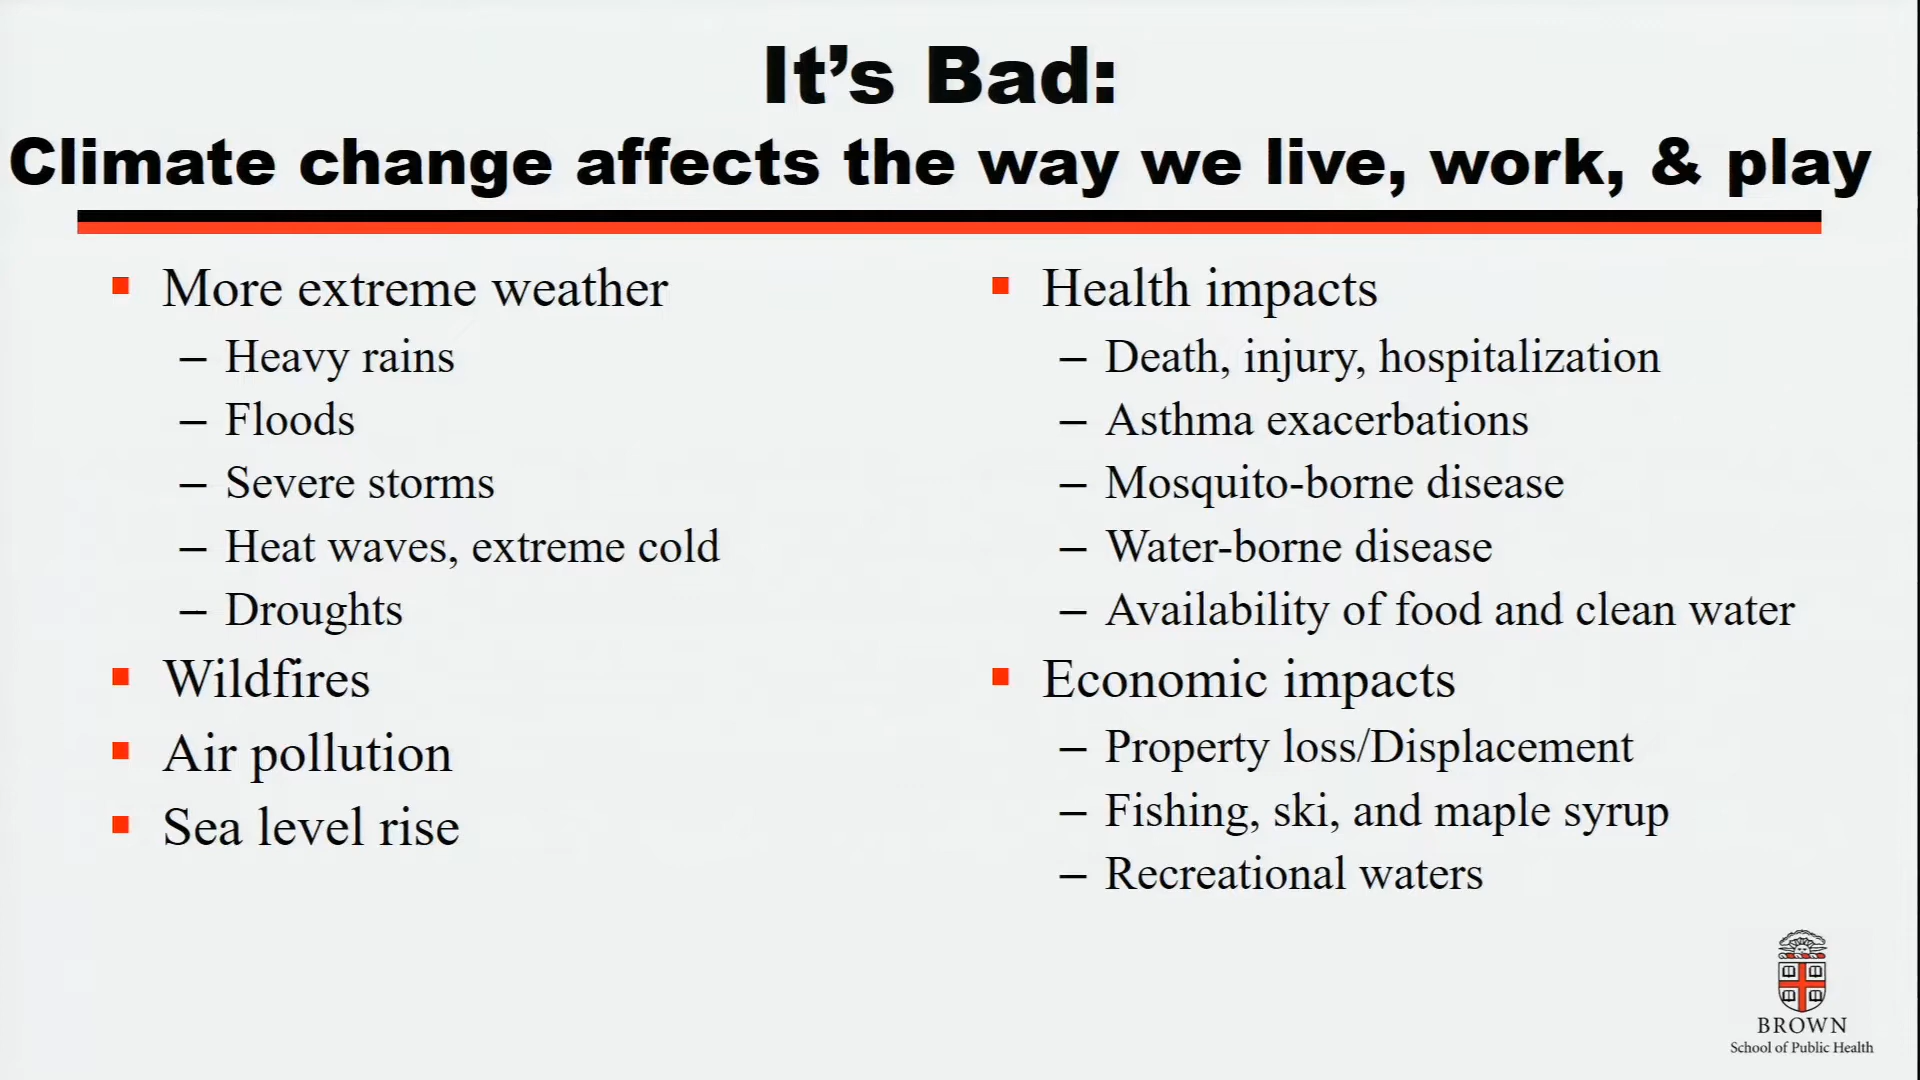 It’s Bad:
Climate change affects the way we live, work, & play
More extreme weather
– Heavy rains
– Floods
– Severe storms
– Heat waves, extreme cold
– Droughts
Wildfires
Air pollution
Sea level rise
Health impacts
– Death, injury, hospitalization
– Asthma exacerbations
– Mosquito-borne disease
– Water-borne disease
– Availability of food and clean water
Economic impacts
– Property loss/Displacement
– Fishing, ski, and maple syrup
– Recreational waters
BROWN
School of Public Health